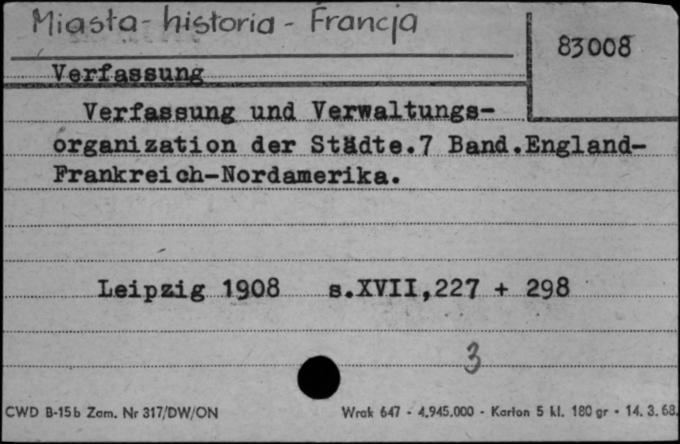 Miasta - historia - Francja
83008
Verfassung
Verfassung und Verwaltungs-
organization der Städte.7 Band.England-
Frankreich-Nordamerika.
Leipzig 1908 s.XVII,227 + 298
3
CWD B-15b Zam. Nr 317/DW/ON
Wrak 647 - 4.945.000 - Karton 5 kl. 180 gr - 14. 3. 68.